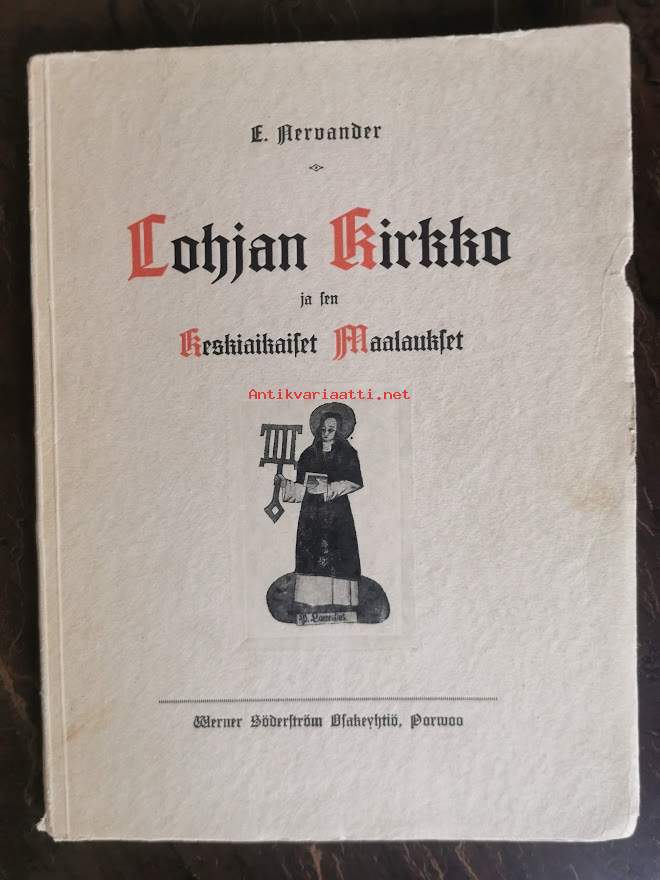 E. Nervander
Lohjan Kirkko
ja sen
Keskiaikaiset Maalaukset
Antikvariaatti.net
Werner Söderström Osakeyhtiö, Porwoo